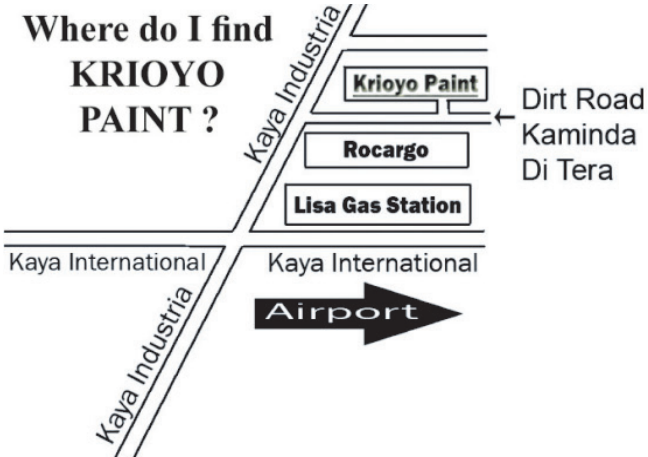 Where do I find
KRIOYO
PAINT ?
Kaya Industria
Krioyo Paint
Dirt Road
Kaminda
Di Tera
Rocargo
Lisa Gas Station
Kaya International
Kaya International
Airport
Kaya Industria